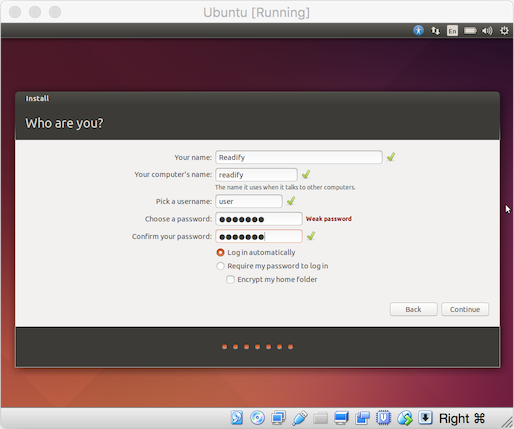 Ubuntu [Running]
En
Install
Who are you?
Your name: Readify
Your computer's name: readify
The name it uses when it talks to other computers.
Pick a username: user
Choose a password: ●●●●●●● Weak password
Confirm your password: ●●●●●●●
Log in automatically
Require my password to log in
Encrypt my home folder
Back Continue
Right ⌘